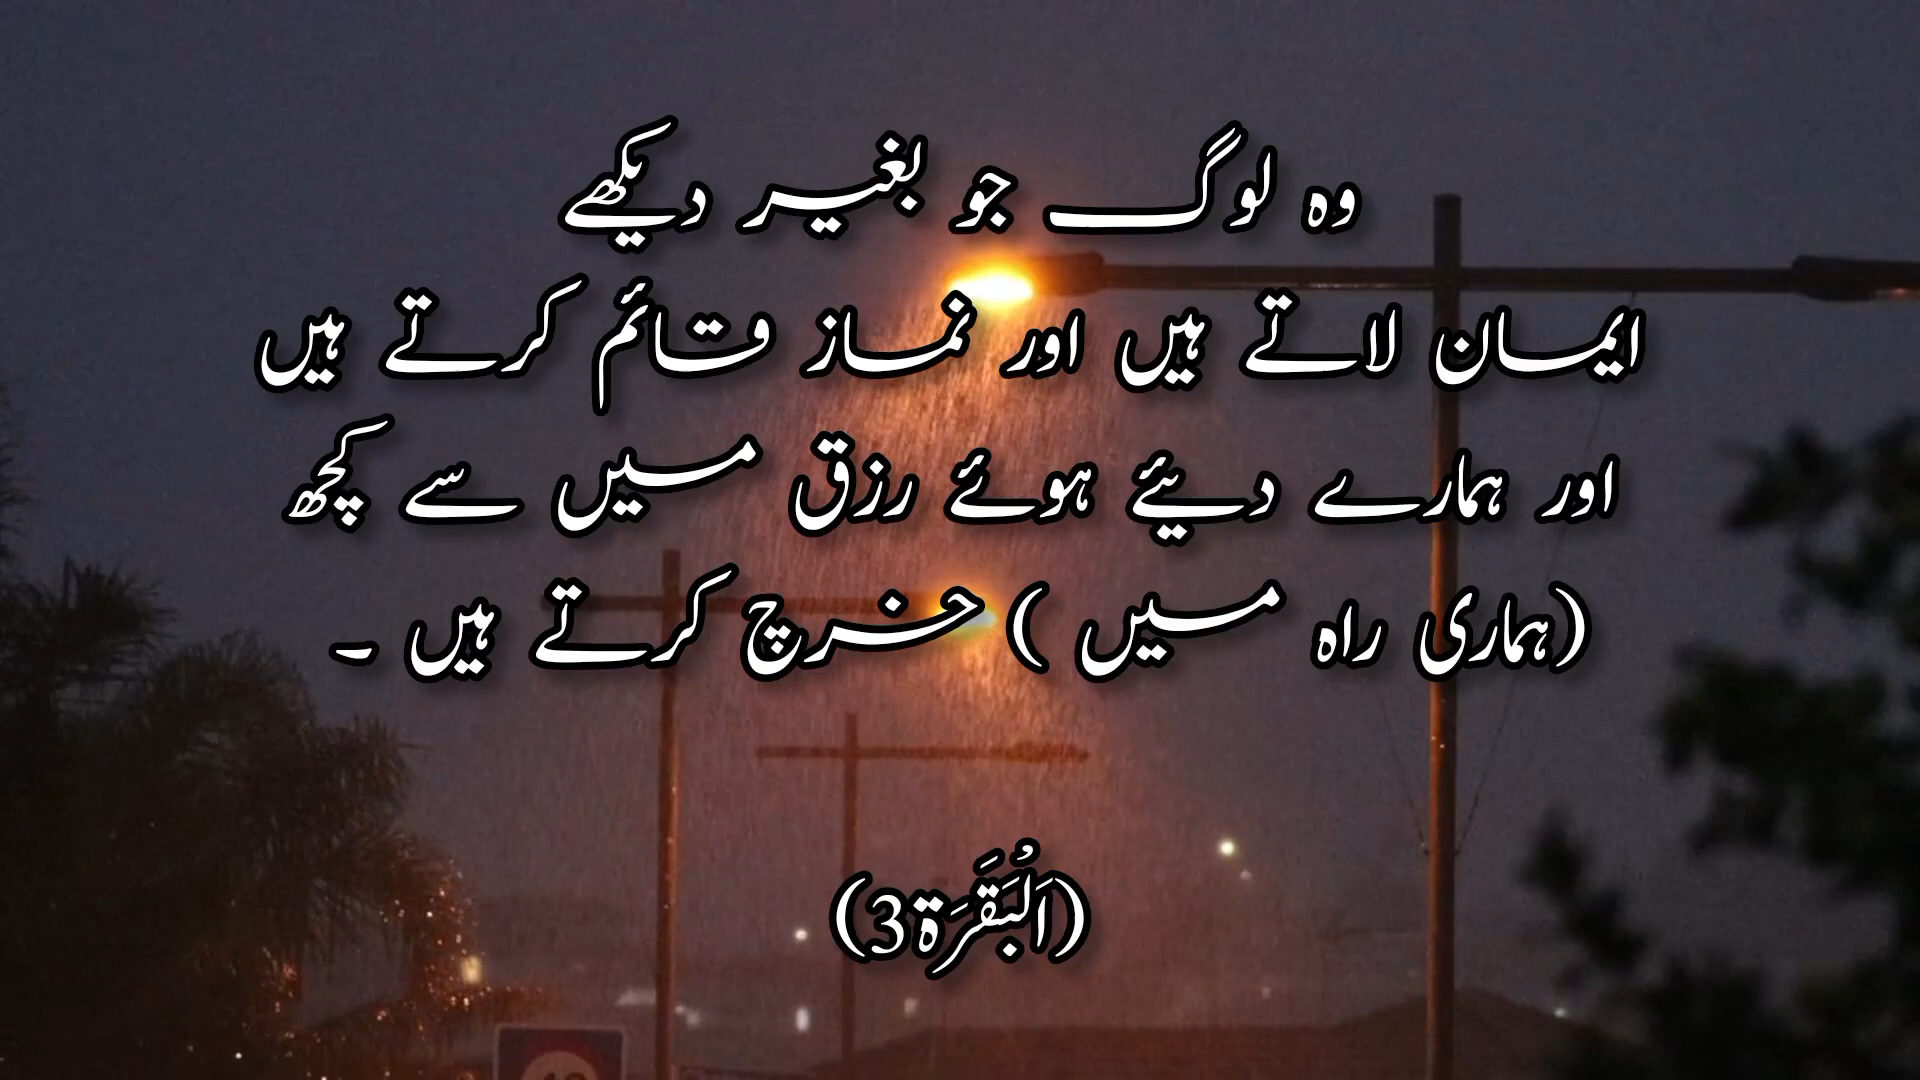 وہ لوگ جو بغیر دیکھے
ایمان لاتے ہیں اور نماز قائم کرتے ہیں
اور ہمارے دیئے ہوئے رزق میں سے کچھ
(ہماری راہ میں ) خرچ کرتے ہیں ۔
(اَلْبَقَرَة3)